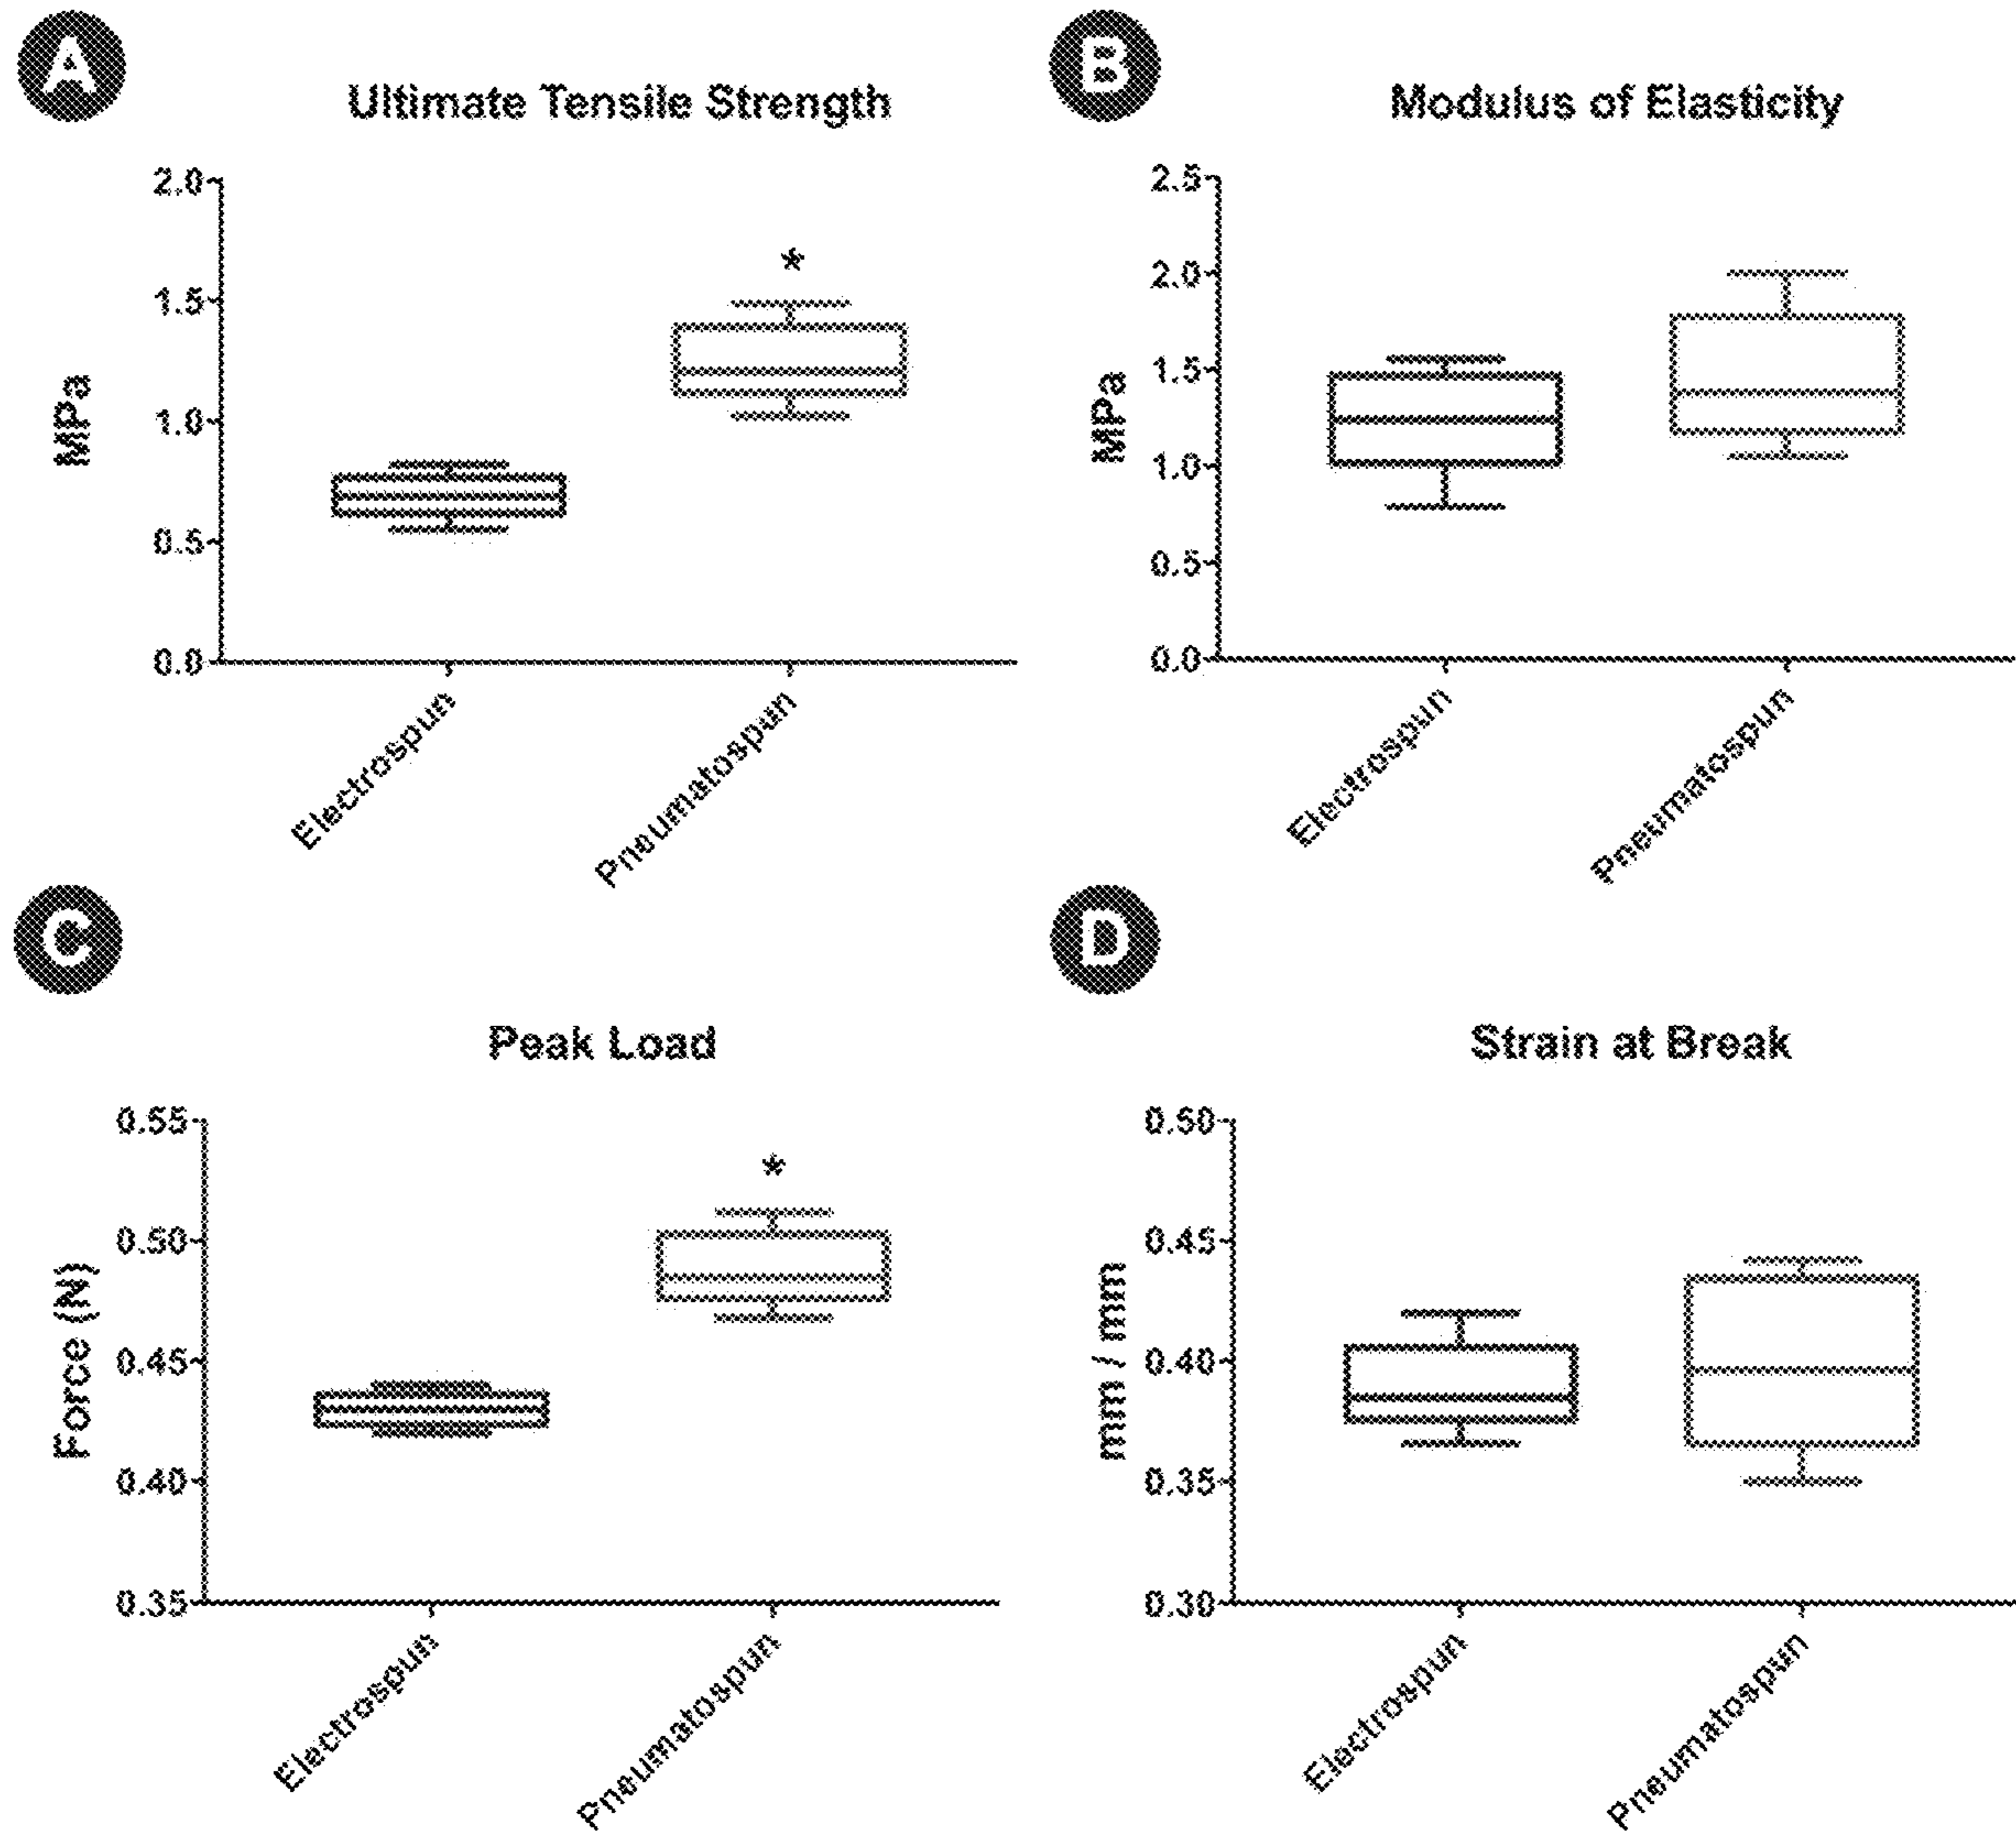 A
Ultimate Tensile Strength
MPa
2.0
1.5
1.0
0.5
0.0
*
Electrospun
Pneumatospun
B
Modulus of Elasticity
MPa
2.5
2.0
1.5
1.0
0.5
0.0
Electrospun
Pneumatospun
C
Peak Load
Force (N)
0.55
0.50
0.45
0.40
0.35
*
Electrospun
Pneumatospun
D
Strain at Break
mm / mm
0.50
0.45
0.40
0.35
0.30
Electrospun
Pneumatospun